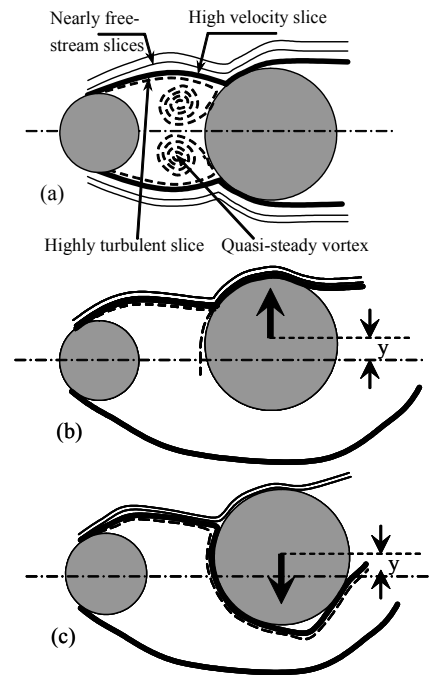 Nearly free-
stream slices
High velocity slice
(a)
Highly turbulent slice
Quasi-steady vortex
y
(b)
y
(c)